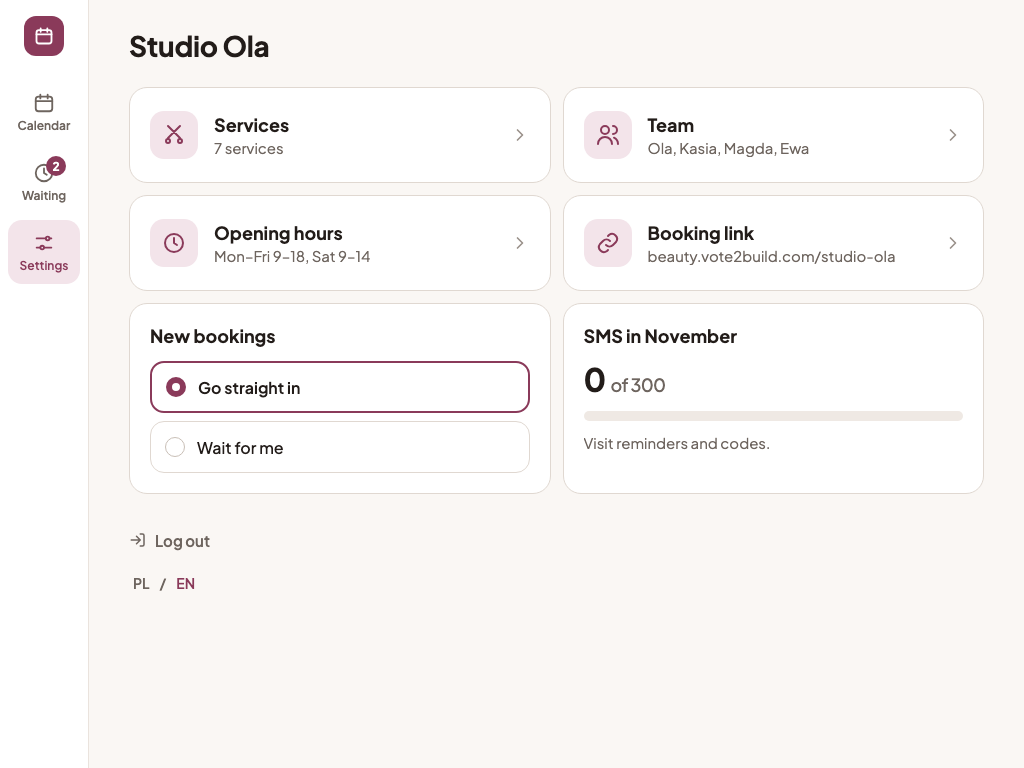 Studio Ola
Calendar
2
Waiting
Settings
Services
7 services
Team
Ola, Kasia, Magda, Ewa
Opening hours
Mon–Fri 9–18, Sat 9–14
Booking link
beauty.vote2build.com/studio-ola
New bookings
Go straight in
Wait for me
SMS in November
0 of 300
Visit reminders and codes.
Log out
PL / EN